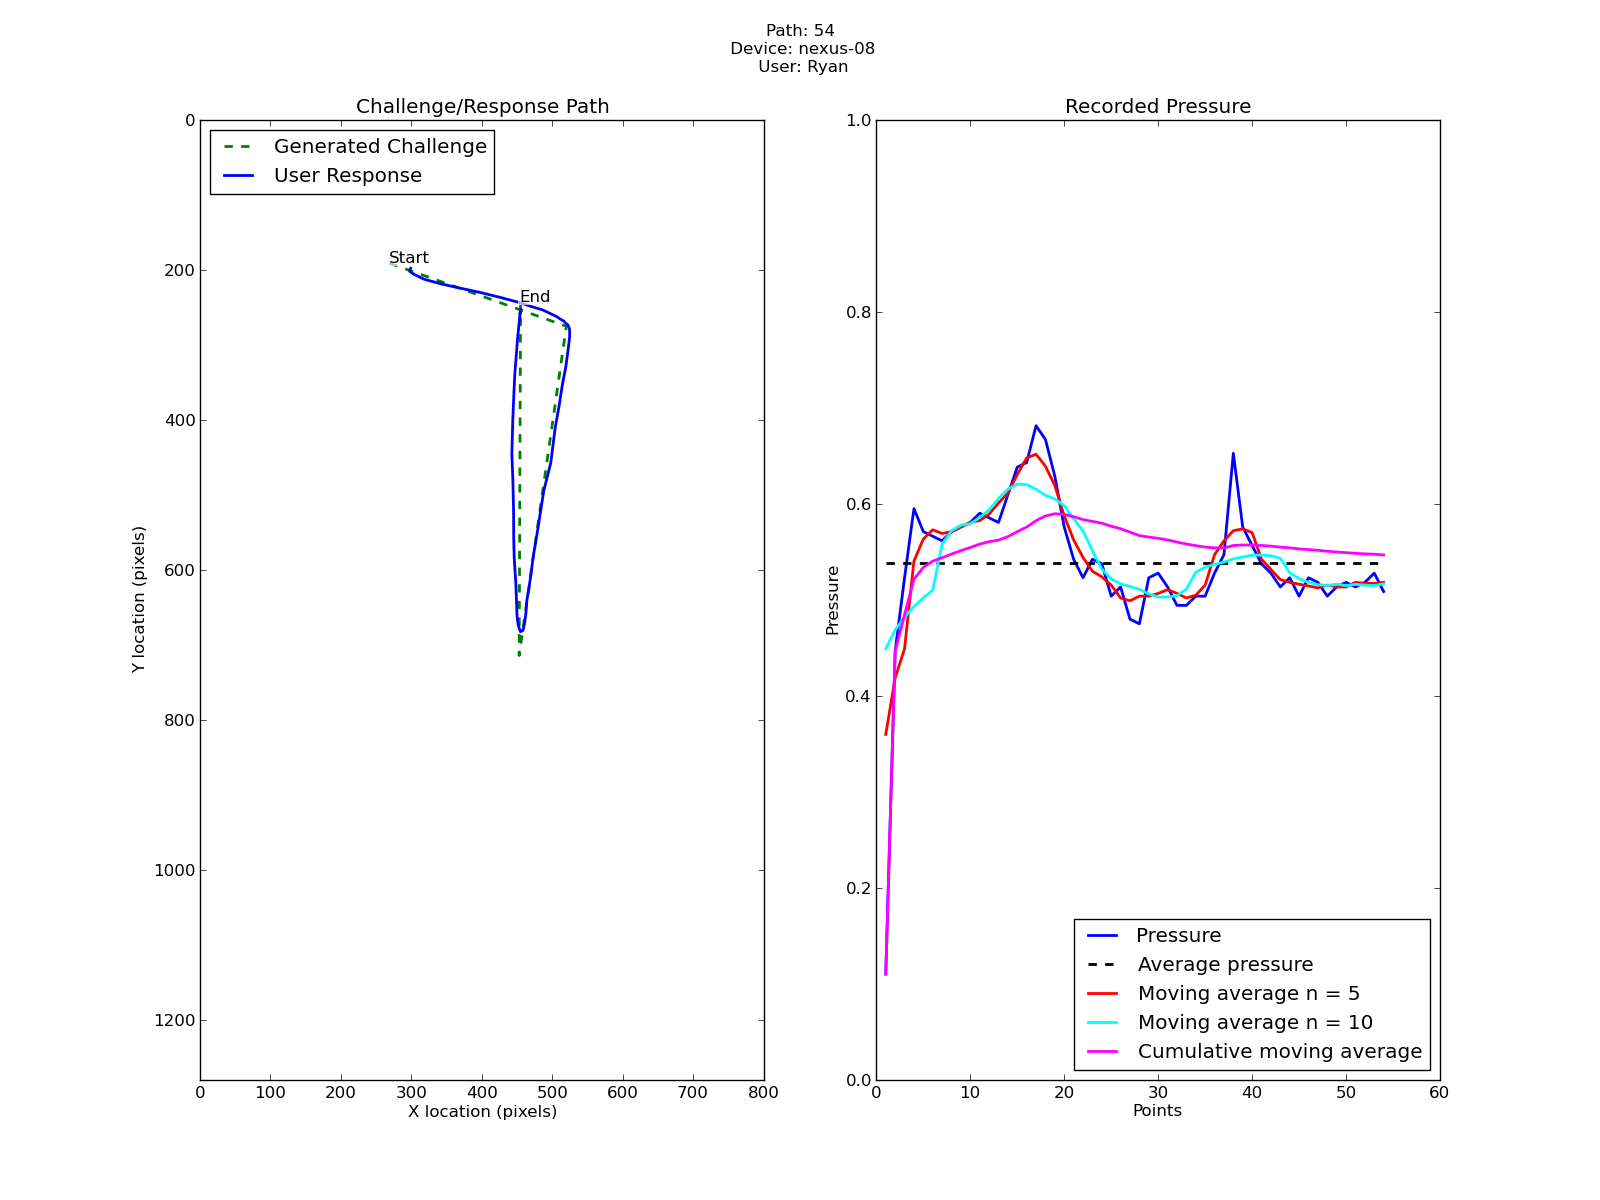 Path: 54
Device: nexus-08
User: Ryan
Challenge/Response Path
0
200
400
600
800
1000
1200
Y location (pixels)
Generated Challenge
User Response
Start
End
0 100 200 300 400 500 600 700 800
X location (pixels)
Recorded Pressure
1.0
0.8
0.6
0.4
0.2
0.0
Pressure
Pressure
Average pressure
Moving average n = 5
Moving average n = 10
Cumulative moving average
0 10 20 30 40 50 60
Points